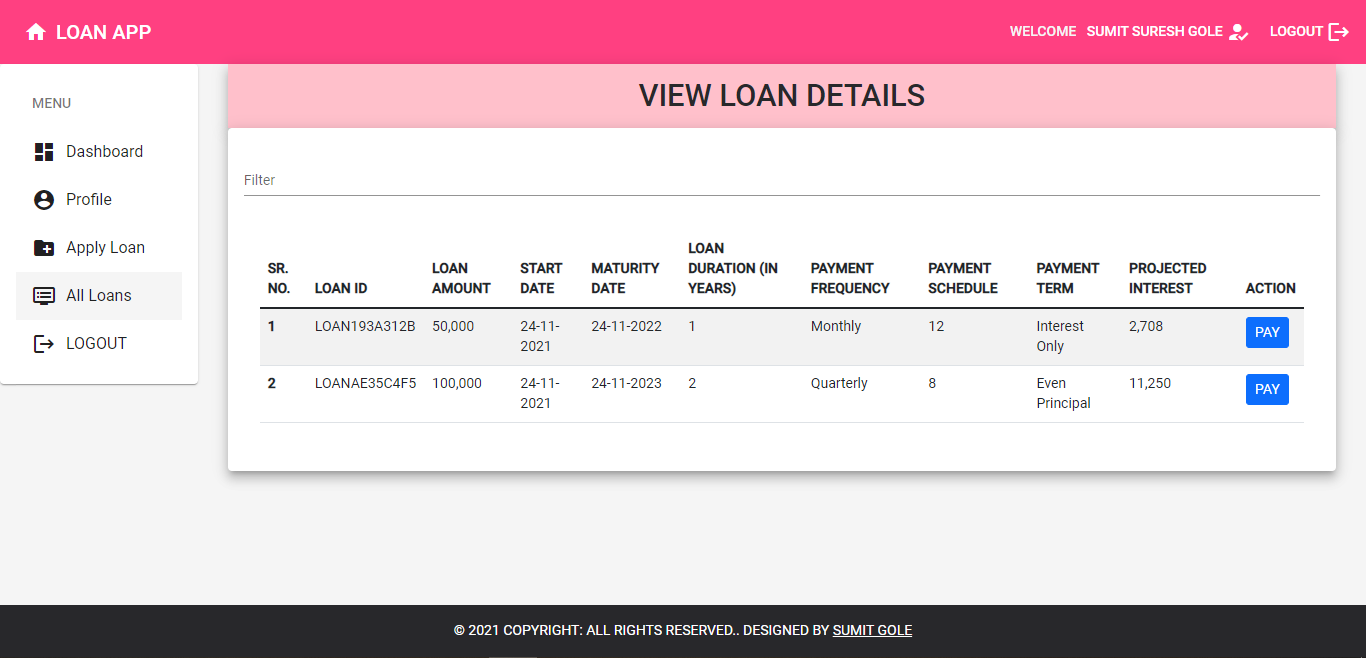 LOAN APP
WELCOME SUMIT SURESH GOLE LOGOUT
MENU
Dashboard
Profile
Apply Loan
All Loans
LOGOUT
VIEW LOAN DETAILS
Filter
SR. NO. LOAN ID LOAN AMOUNT START DATE MATURITY DATE LOAN DURATION (IN YEARS) PAYMENT FREQUENCY PAYMENT SCHEDULE PAYMENT TERM PROJECTED INTEREST ACTION
1 LOAN193A312B 50,000 24-11-2021 24-11-2022 1 Monthly 12 Interest Only 2,708 PAY
2 LOANAE35C4F5 100,000 24-11-2021 24-11-2023 2 Quarterly 8 Even Principal 11,250 PAY
© 2021 COPYRIGHT: ALL RIGHTS RESERVED.. DESIGNED BY SUMIT GOLE